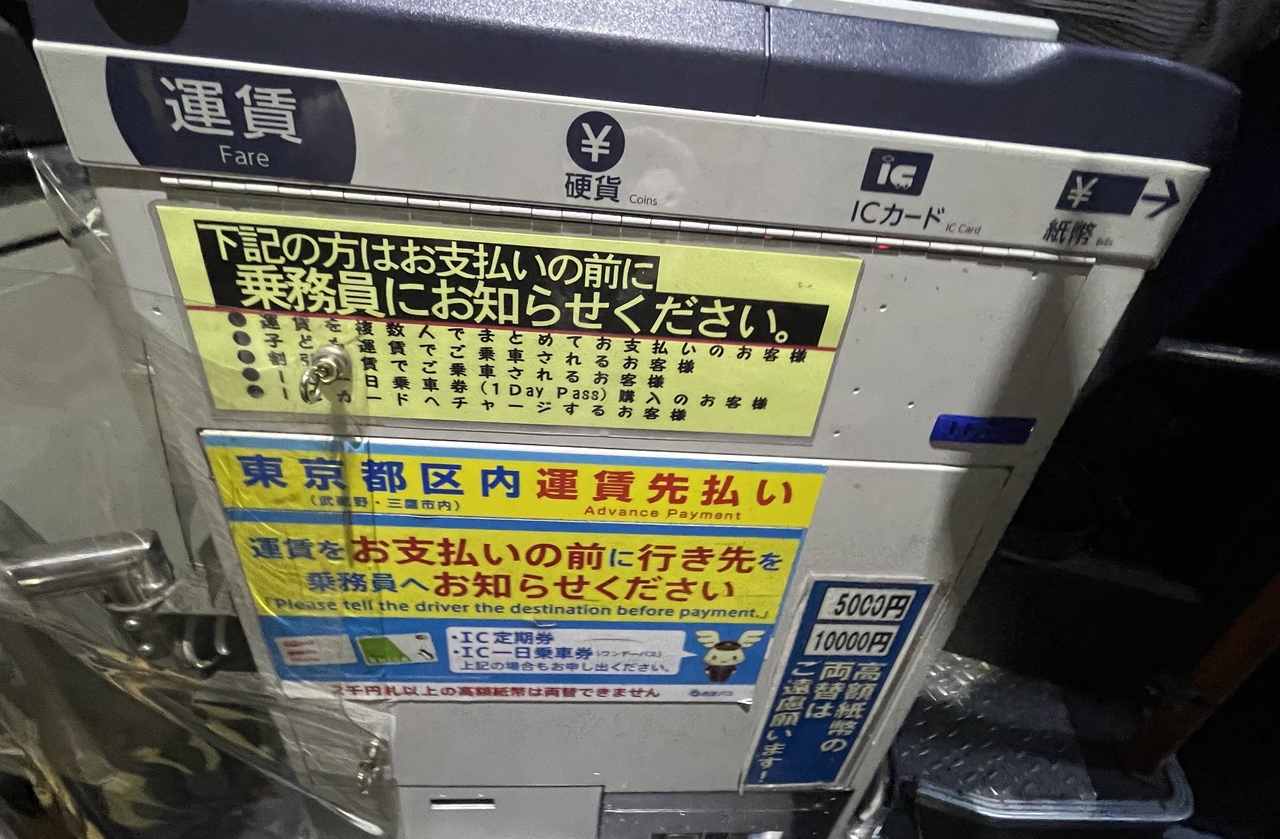 運賃
Fare
¥
硬貨 Coins
ic
ICカード IC Card
¥
紙幣
下記の方はお支払いの前に
乗務員にお知らせください。
運賃を複数人でまとめてお支払いのお客様
子ども運賃でご乗車されるお客様
割引運賃でご乗車されるお客様
一日乗車券(1 Day Pass)購入のお客様
ICカードへチャージするお客様
東京都区内 運賃先払い
(武蔵野・三鷹市内)
Advance Payment
運賃をお支払いの前に行き先を
乗務員へお知らせください
「Please tell the driver the destination before payment.」
・IC定期券
・IC一日乗車券(ワンデーパス)
上記の場合もお申し出ください。
2千円札以上の高額紙幣は両替できません
5000円
10000円
高額紙幣の
両替は
ご遠慮願います!